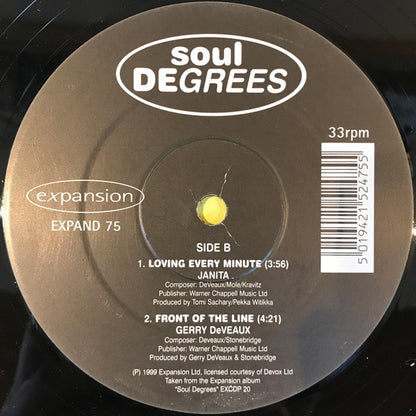 soul
DEGREES
33rpm
expansion
EXPAND 75
5 019421 524755
SIDE B
1. LOVING EVERY MINUTE (3:56)
JANITA
Composer: DeVeaux/Mole/Kravitz
Publisher: Warner Chappell Music Ltd
Produced by Tomi Sachary/Pekka Witikka
2. FRONT OF THE LINE (4:21)
GERRY DeVEAUX
Composer: Deveaux/Stonebridge
Publisher: Warner Chappell Music Ltd
Produced by Gerry DeVeaux & Stonebridge
(P) 1999 Expansion Ltd, licensed courtesy of Devox Ltd
Taken from the Expansion album
"Soul Degrees" EXCDP 20